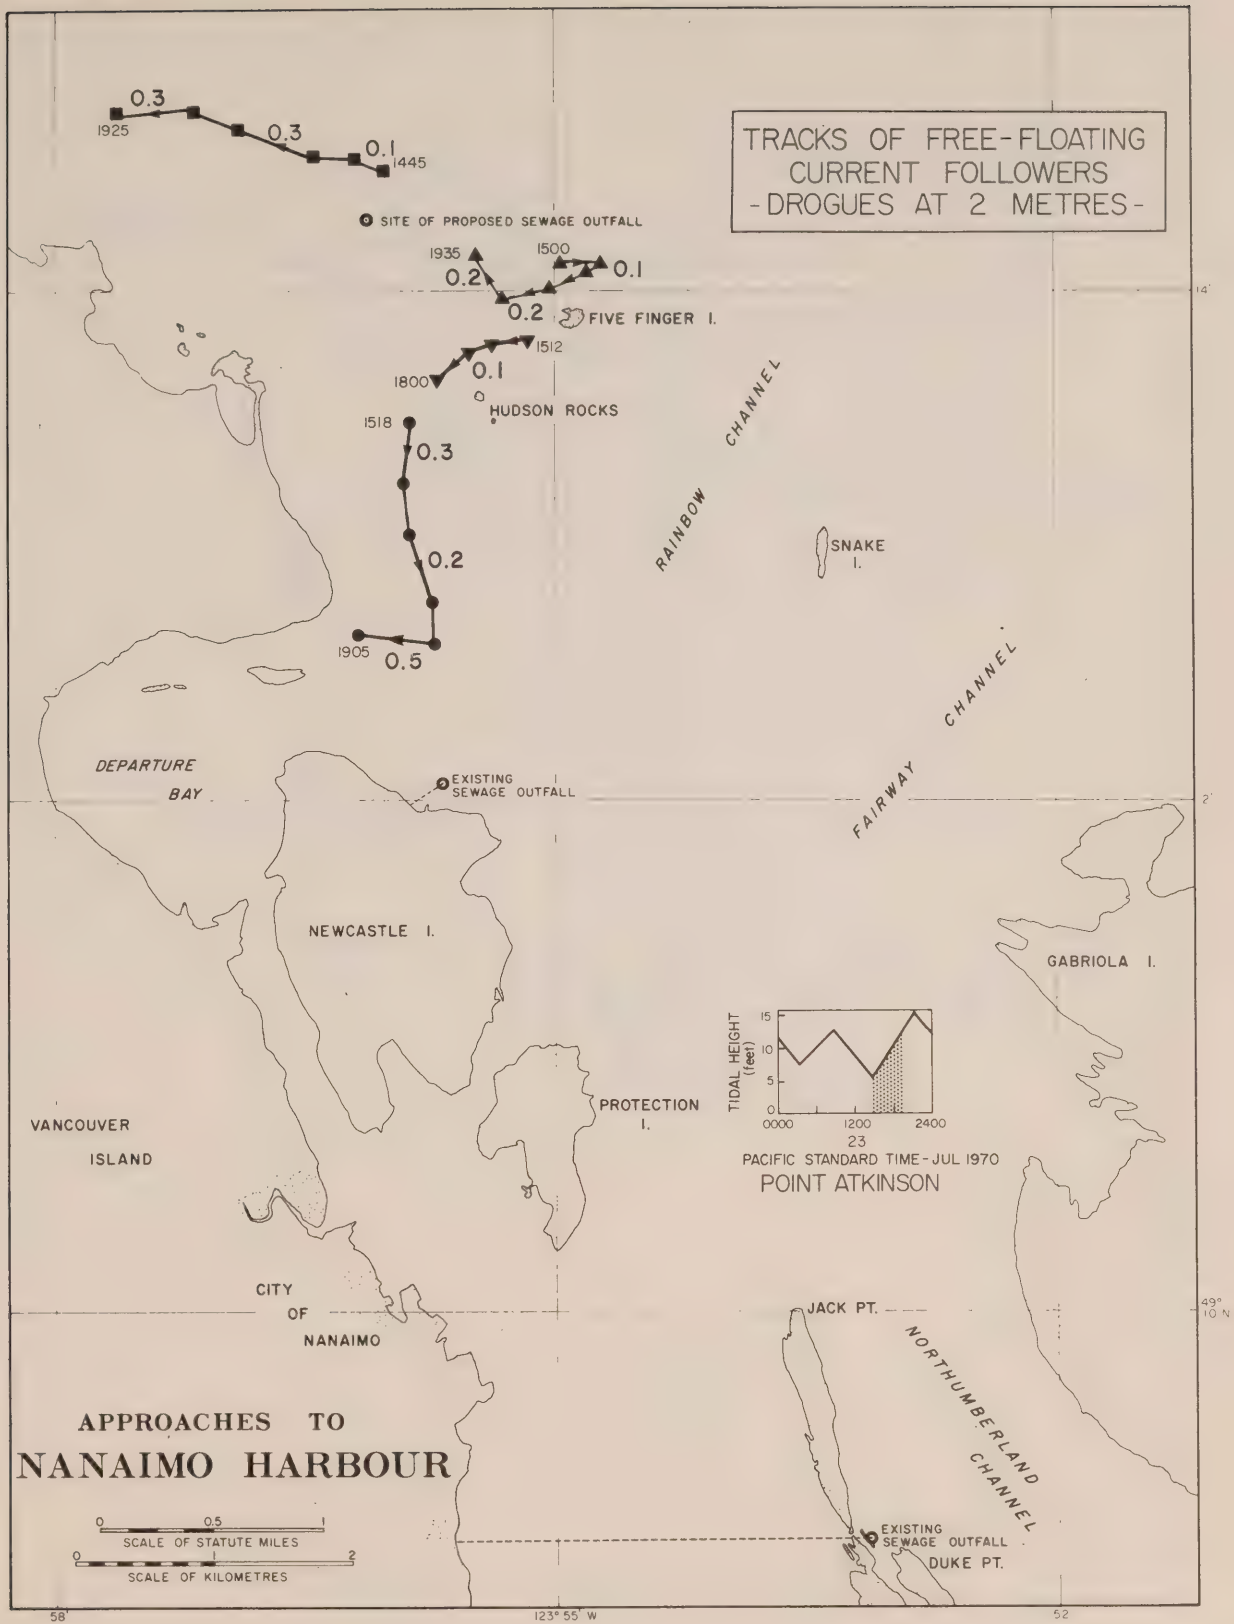 0.3
1925
0.3
0.1
1445
TRACKS OF FREE-FLOATING
CURRENT FOLLOWERS
- DROGUES AT 2 METRES -
SITE OF PROPOSED SEWAGE OUTFALL
1935
1500
0.1
0.2
0.2
14'
FIVE FINGER I.
1512
0.1
1800
HUDSON ROCKS
1518
0.3
RAINBOW CHANNEL
SNAKE
I.
0.2
1905
0.5
FAIRWAY CHANNEL
DEPARTURE
BAY
EXISTING
SEWAGE OUTFALL
2'
NEWCASTLE I.
GABRIOLA I.
TIDAL HEIGHT
(feet)
15
10
5
0
0000 1200 2400
23
PACIFIC STANDARD TIME-JUL 1970
POINT ATKINSON
PROTECTION
I.
VANCOUVER
ISLAND
CITY
OF
NANAIMO
JACK PT.
49°
10 N
NORTHUMBERLAND
CHANNEL
APPROACHES TO
NANAIMO HARBOUR
0 0.5 1
SCALE OF STATUTE MILES
0 1 2
SCALE OF KILOMETRES
EXISTING
SEWAGE OUTFALL
DUKE PT.
58'
123° 55' W
52